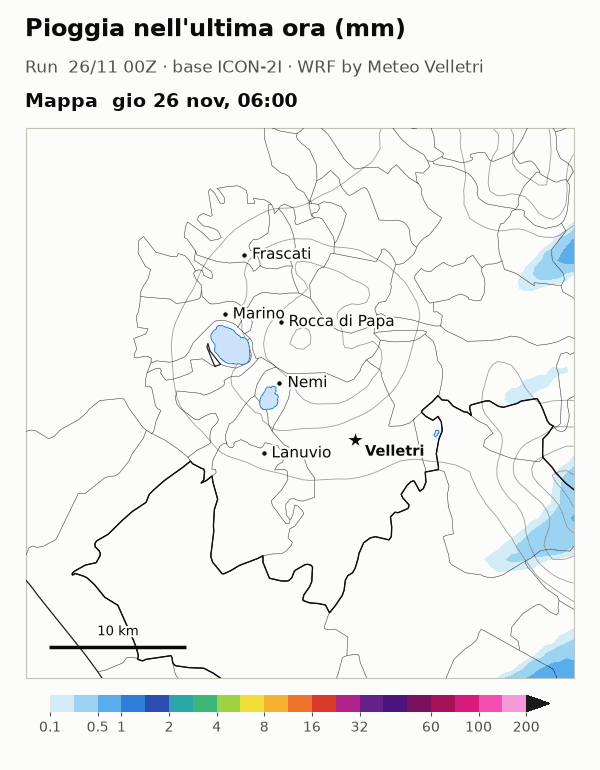 Pioggia nell'ultima ora (mm)
Run  26/11 00Z · base ICON-2I · WRF by Meteo Velletri
Mappa  gio 26 nov, 06:00
Frascati
Marino
Rocca di Papa
Nemi
Velletri
Lanuvio
10 km
0.1 0.5 1 2 4 8 16 32 60 100 200